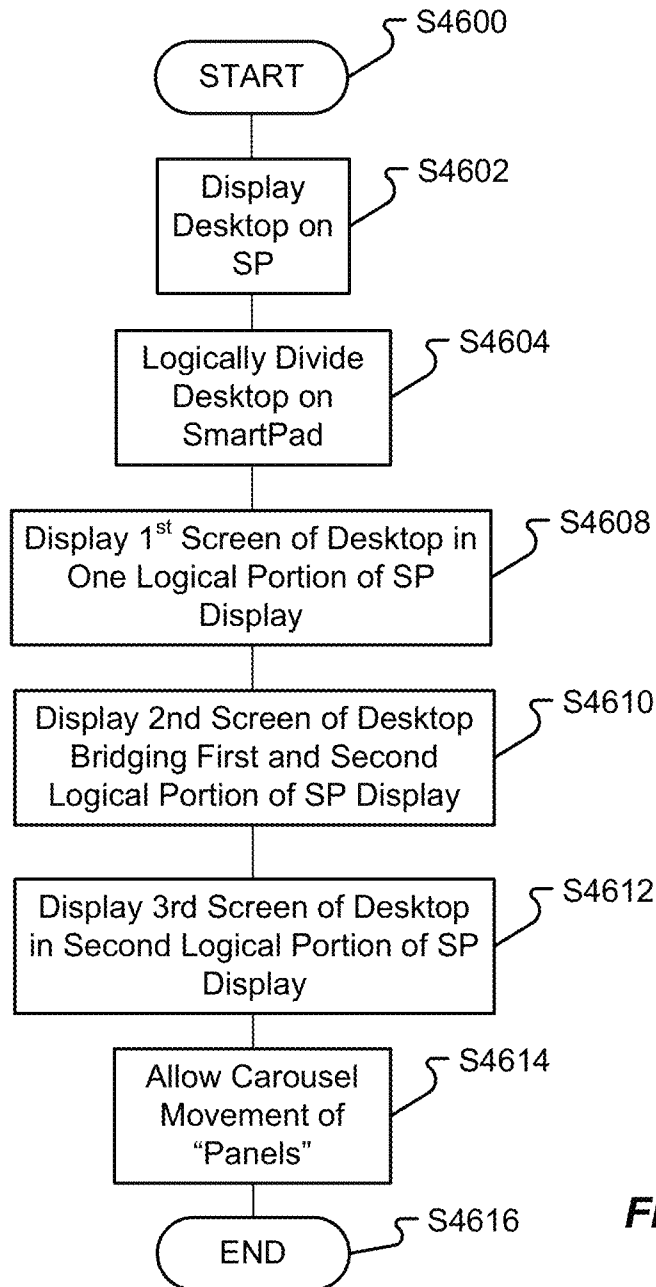 S4600
START
S4602
Display
Desktop on
SP
S4604
Logically Divide
Desktop on
SmartPad
S4608
Display 1st Screen of Desktop in
One Logical Portion of SP
Display
S4610
Display 2nd Screen of Desktop
Bridging First and Second
Logical Portion of SP Display
S4612
Display 3rd Screen of Desktop
in Second Logical Portion of SP
Display
S4614
Allow Carousel
Movement of
“Panels”
S4616
END